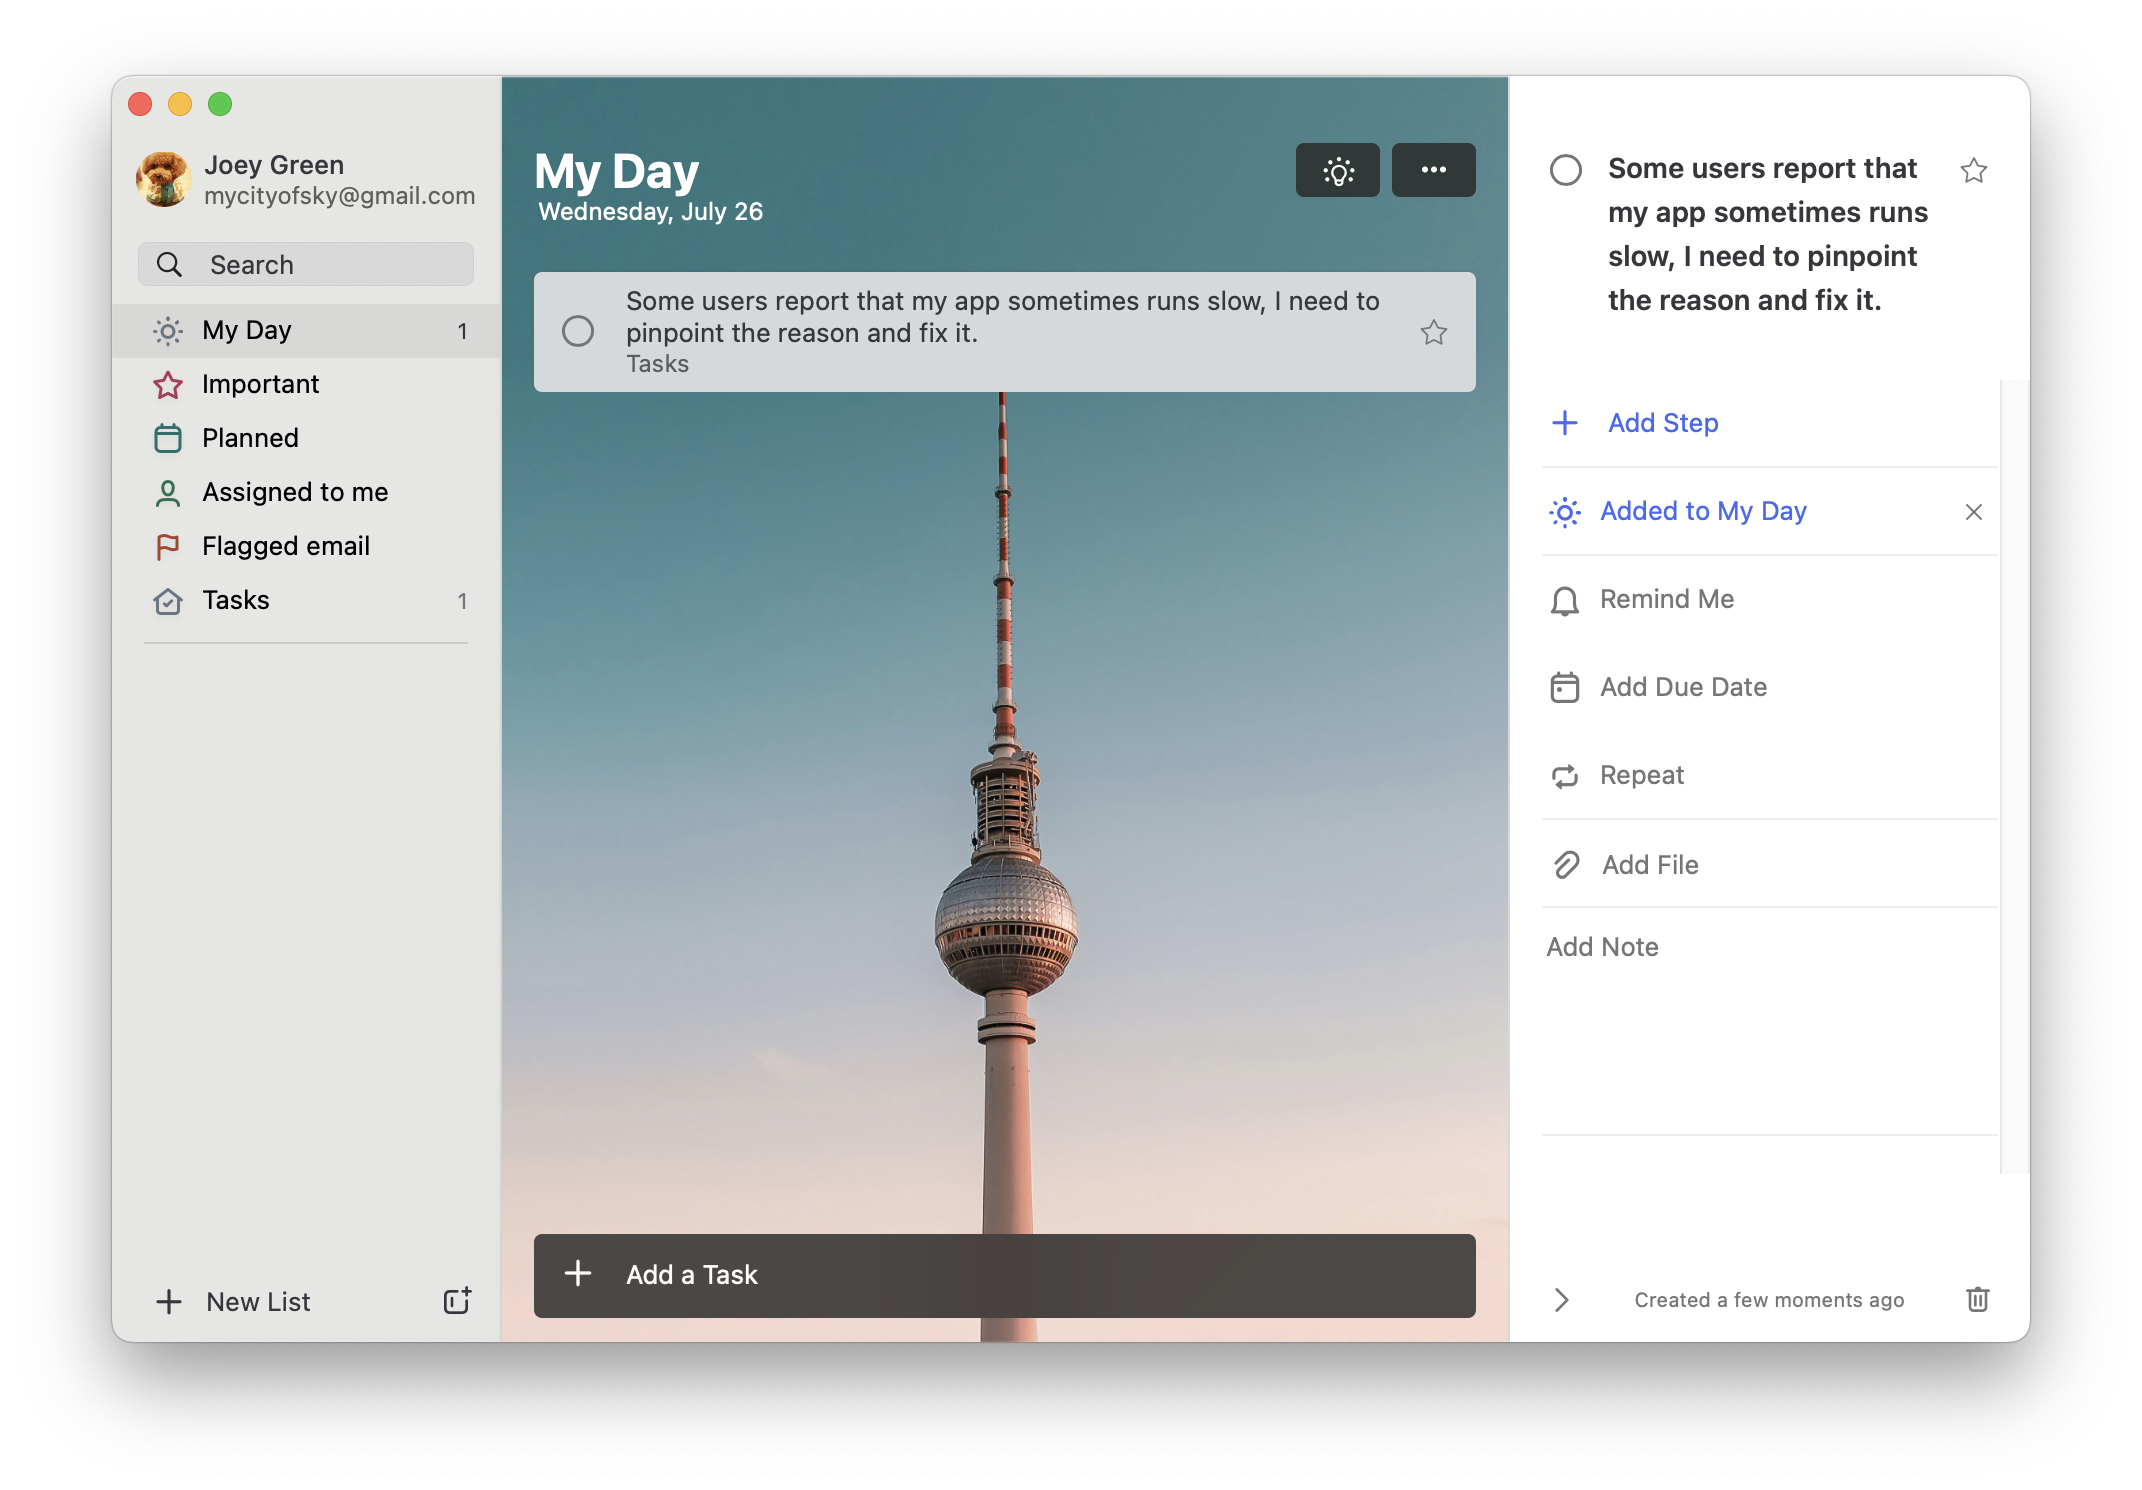 Joey Green
mycityofsky@gmail.com
Search
My Day 1
Important
Planned
Assigned to me
Flagged email
Tasks 1
New List
My Day
Wednesday, July 26
Some users report that my app sometimes runs slow, I need to
pinpoint the reason and fix it.
Tasks
Add a Task
Some users report that
my app sometimes runs
slow, I need to pinpoint
the reason and fix it.
Add Step
Added to My Day
Remind Me
Add Due Date
Repeat
Add File
Add Note
Created a few moments ago